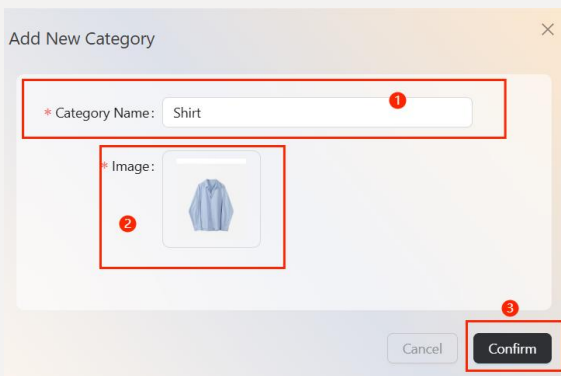 Add New Category
* Category Name: Shirt
1
* Image:
2
3
Cancel
Confirm